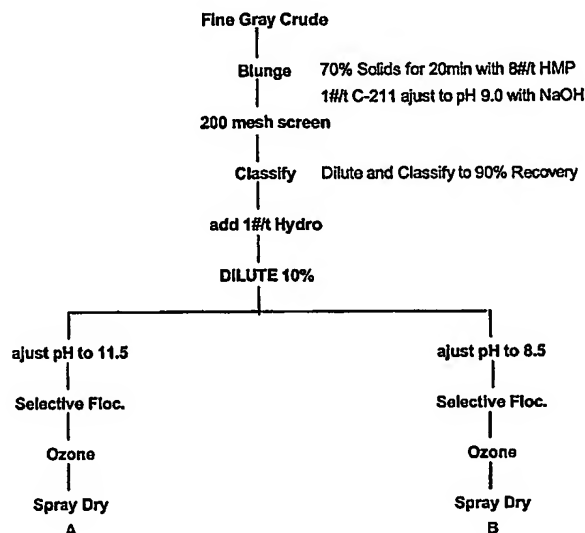 Fine Gray Crude
Blunge 70% Solids for 20min with 8#/t HMP
1#/t C-211 ajust to pH 9.0 with NaOH
200 mesh screen
Classify Dilute and Classify to 90% Recovery
add 1#/t Hydro
DILUTE 10%
ajust pH to 11.5
Selective Floc.
Ozone
Spray Dry
A
ajust pH to 8.5
Selective Floc.
Ozone
Spray Dry
B